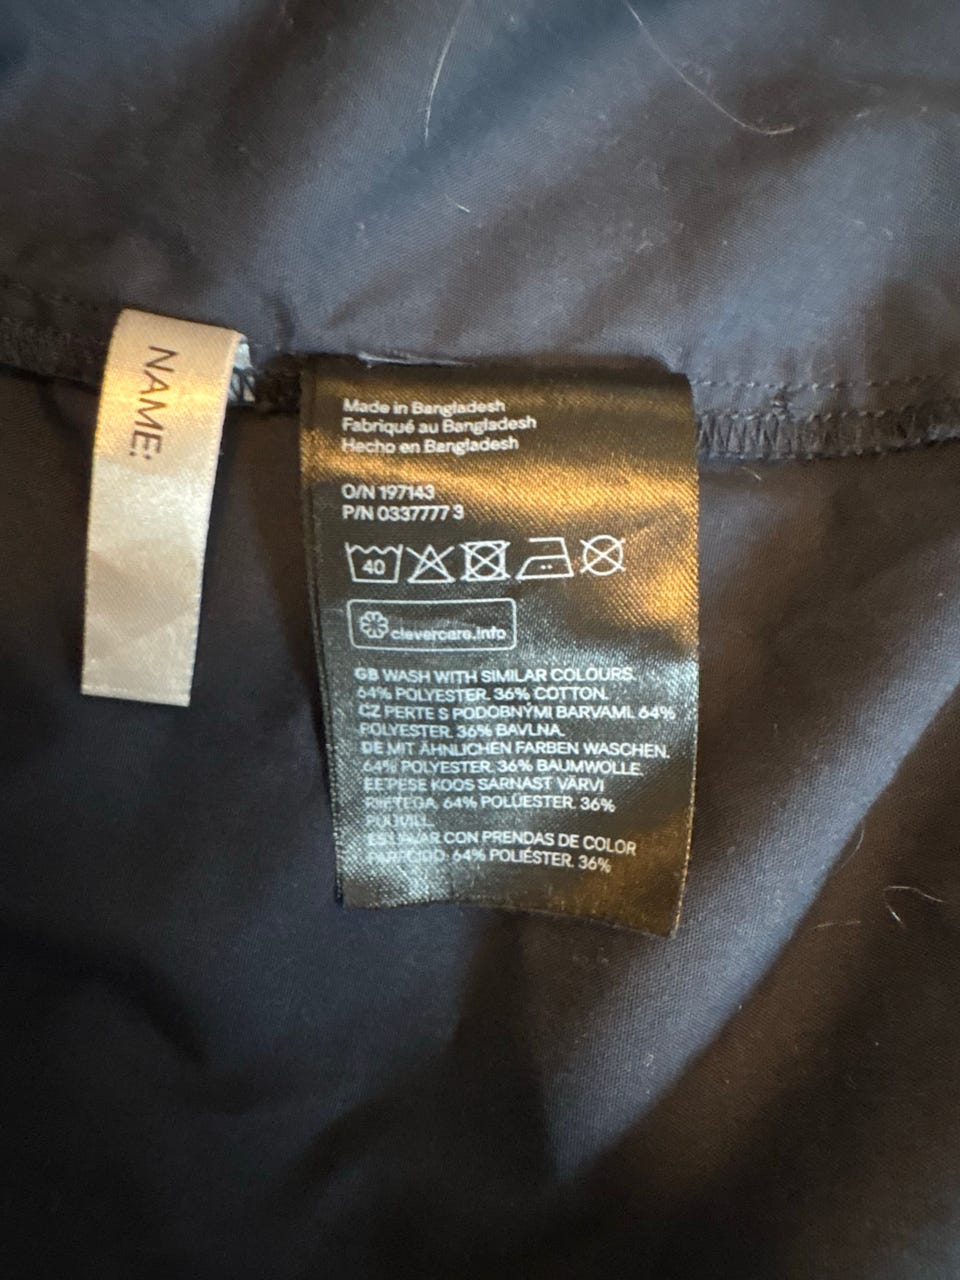 NAME:
Made in Bangladesh
Fabriqué au Bangladesh
Hecho en Bangladesh
O/N 197143
P/N 0337777 3
40
clevercare.info
GB WASH WITH SIMILAR COLOURS.
64% POLYESTER. 36% COTTON.
CZ PERTE S PODOBNÝMI BARVAMI. 64%
POLYESTER. 36% BAVLNA.
DE MIT ÄHNLICHEN FARBEN WASCHEN.
64% POLYESTER. 36% BAUMWOLLE.
EE PESE KOOS SARNAST VÄRVI
RIIETEGA. 64% POLÜESTER. 36%
PUUVILL.
ES LAVAR CON PRENDAS DE COLOR
PARECIDO. 64% POLIÉSTER. 36%